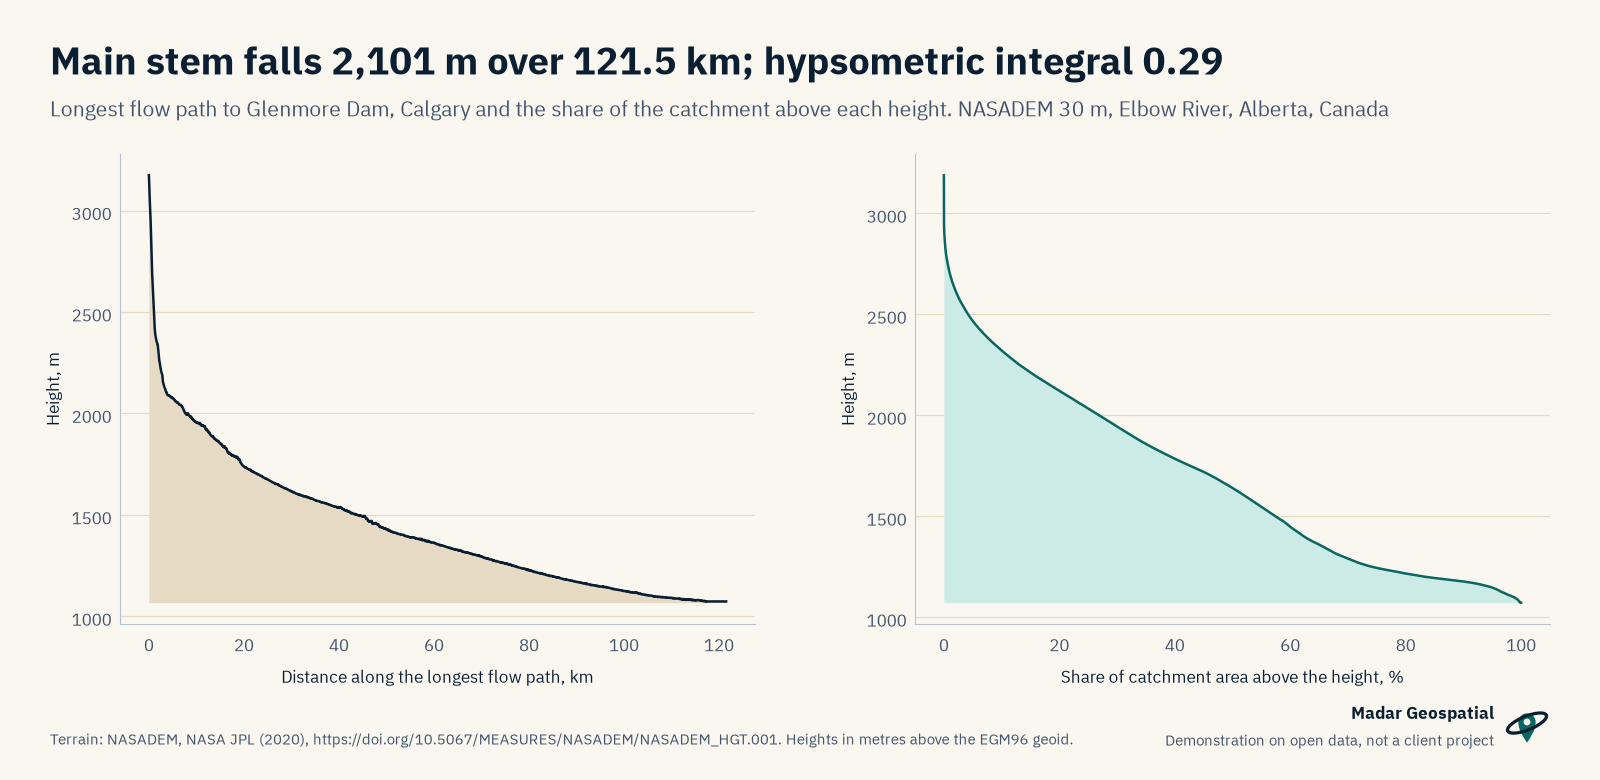 Main stem falls 2,101 m over 121.5 km; hypsometric integral 0.29
Longest flow path to Glenmore Dam, Calgary and the share of the catchment above each height. NASADEM 30 m, Elbow River, Alberta, Canada
Height, m
3000
2500
2000
1500
1000
0 20 40 60 80 100 120
Distance along the longest flow path, km
Height, m
3000
2500
2000
1500
1000
0 20 40 60 80 100
Share of catchment area above the height, %
Madar Geospatial
Terrain: NASADEM, NASA JPL (2020), https://doi.org/10.5067/MEASURES/NASADEM/NASADEM_HGT.001. Heights in metres above the EGM96 geoid.
Demonstration on open data, not a client project